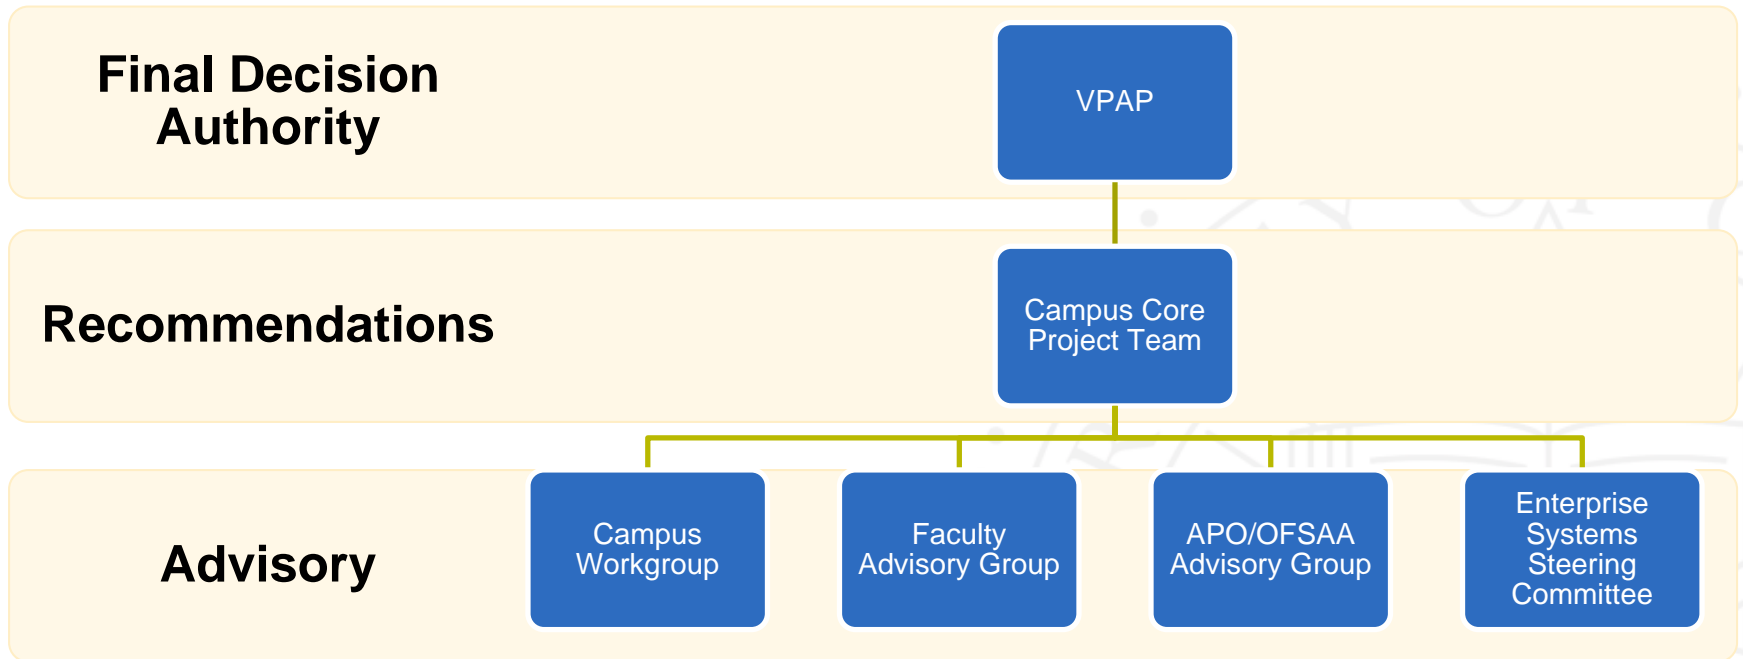 Final Decision
Authority
VPAP
Recommendations
Campus Core
Project Team
Advisory
Campus
Workgroup
Faculty
Advisory Group
APO/OFSAA
Advisory Group
Enterprise
Systems
Steering
Committee